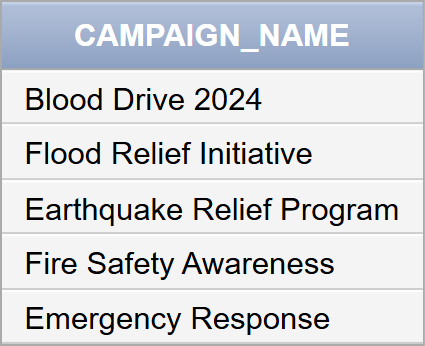 CAMPAIGN_NAME
Blood Drive 2024
Flood Relief Initiative
Earthquake Relief Program
Fire Safety Awareness
Emergency Response